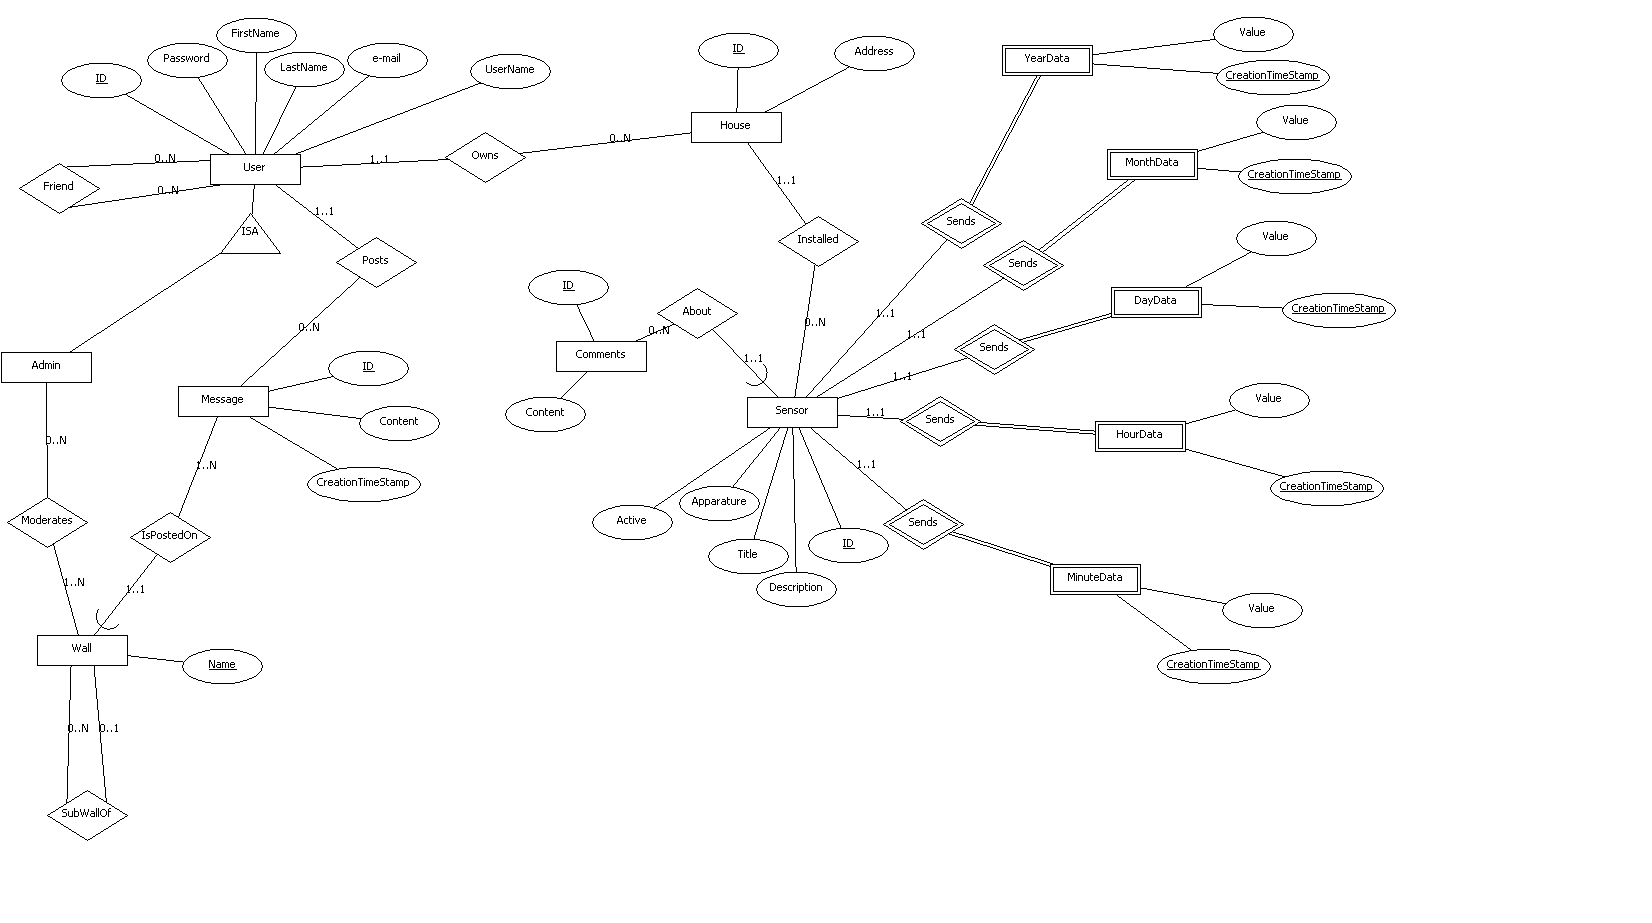 FirstName
Password
LastName
e-mail
ID
UserName
ID
Address
YearData
Value
CreationTimeStamp
House
Value
MonthData
CreationTimeStamp
User
Friend
0..N
0..N
1..1
Owns
0..N
1..1
ISA
1..1
Posts
Installed
Sends
Sends
Value
ID
About
0..N
Comments
Content
1..1
0..N
1..1
1..1
Sends
1..1
DayData
CreationTimeStamp
0..N
Admin
Message
ID
Content
CreationTimeStamp
Sensor
1..1
Sends
HourData
Value
CreationTimeStamp
0..N
1..N
1..1
Moderates
IsPostedOn
Active
Apparature
Title
Description
ID
Sends
MinuteData
Value
CreationTimeStamp
1..N
1..1
Wall
Name
0..N
0..1
SubWallOf